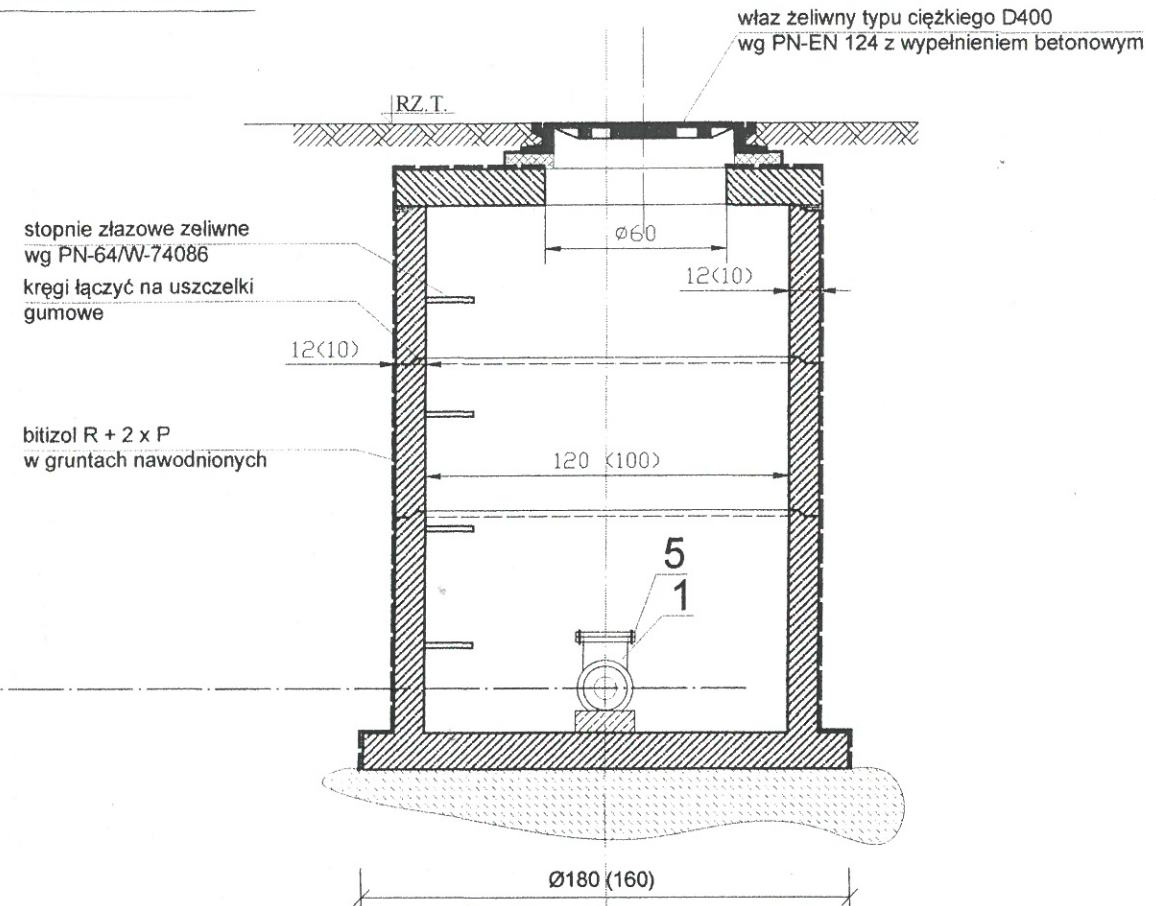 właz żeliwny typu ciężkiego D400
wg PN-EN 124 z wypełnieniem betonowym
RZ.T.
stopnie złazowe zeliwne
wg PN-64/W-74086
kręgi łączyć na uszczelki
gumowe
ø60
12(10)
12(10)
bitizol R + 2 x P
w gruntach nawodnionych
120 (100)
5
1
Ø180 (160)